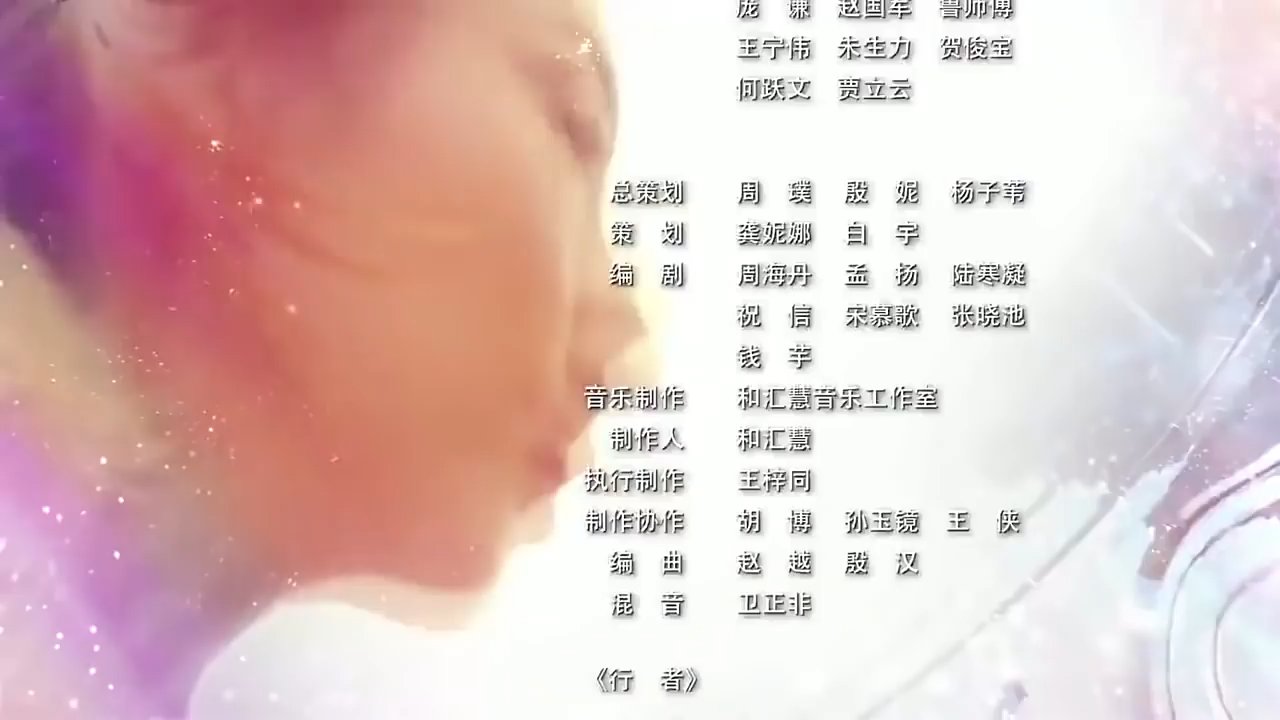 庞 谦 赵国军 鲁师傅
王宁伟 朱生力 贺俊宝
何跃文 贾立云
总策划 周 璞 殷 妮 杨子苇
策 划 龚妮娜 白 宇
编 剧 周海丹 孟 扬 陆寒凝
祝 信 宋慕歌 张晓池
钱 芋
音乐制作 和汇慧音乐工作室
制作人 和汇慧
执行制作 王梓同
制作协作 胡 博 孙玉镜 王 侠
编 曲 赵 越 殷 汉
混 音 卫正非
《行 者》